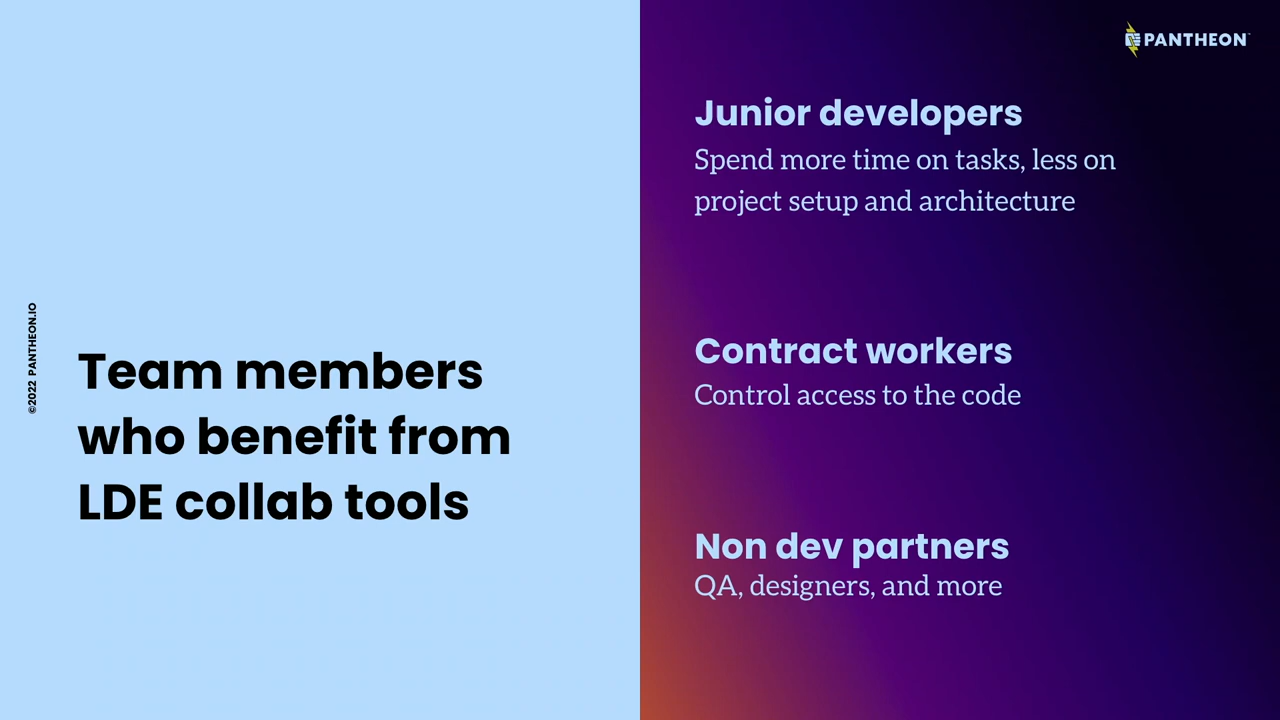 ©2022 PANTHEON.IO
Team members
who benefit from
LDE collab tools
PANTHEON™
Junior developers
Spend more time on tasks, less on
project setup and architecture
Contract workers
Control access to the code
Non dev partners
QA, designers, and more